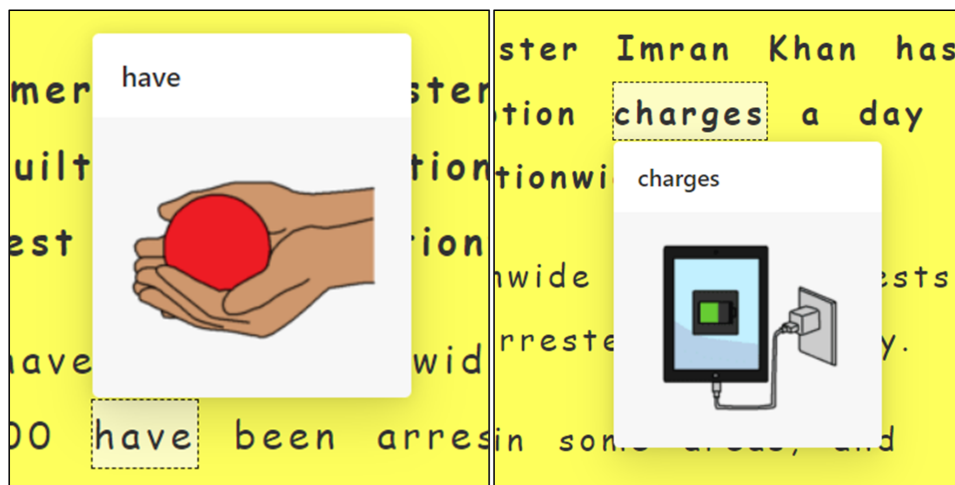 have
mer ster
uilt tion
est tion
have wid
00 have been arres
ster Imran Khan has
ption charges a day
tionwi
charges
nwide ests
rreste y.
in some areas, and